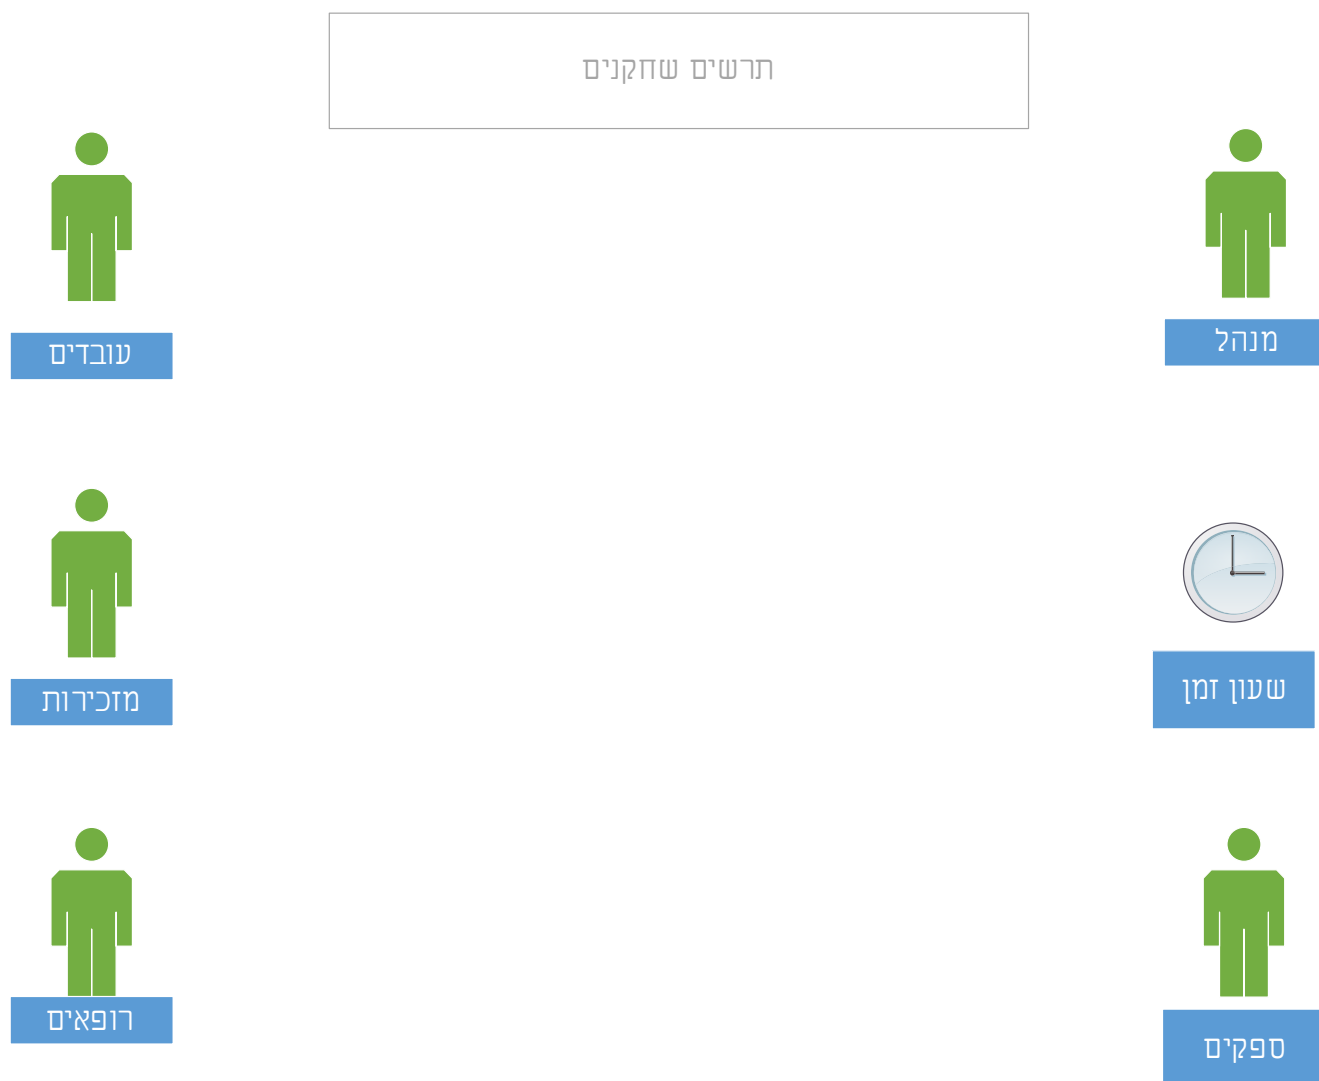 תרשים שחקנים
מנהל
עובדים
שעון זמן
מזכירות
ספקים
רופאים